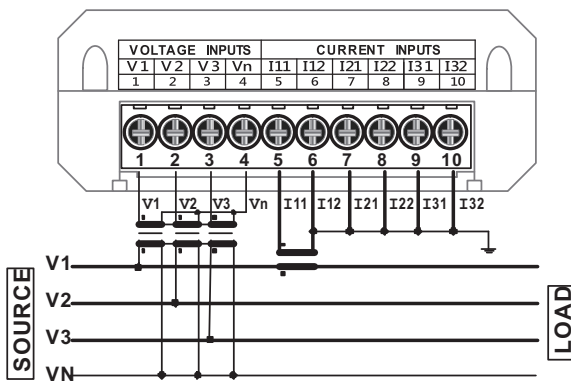 VOLTAGE INPUTS CURRENT INPUTS
V1 V2 V3 Vn I11 I12 I21 I22 I31 I32
1 2 3 4 5 6 7 8 9 10
1 2 3 4 5 6 7 8 9 10
V1 V2 V3 Vn I11 I12 I21 I22 I31 I32
SOURCE
V1
V2
V3
VN
LOAD